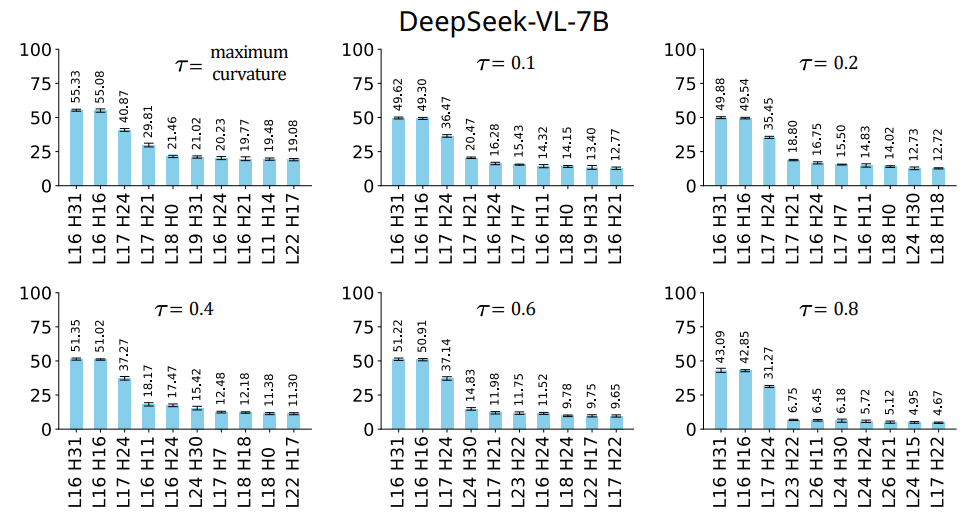 DeepSeek-VL-7B
τ = maximum curvature
100
75
50
25
0
55.33
55.08
40.87
29.81
21.46
21.02
20.23
19.77
19.48
19.08
L16 H31
L16 H16
L17 H24
L17 H21
L18 H0
L19 H31
L16 H24
L16 H21
L11 H14
L22 H17
τ = 0.1
100
75
50
25
0
49.62
49.30
36.47
20.47
16.28
15.43
14.32
14.15
13.40
12.77
L16 H31
L16 H16
L17 H24
L17 H21
L16 H24
L17 H7
L16 H11
L18 H0
L19 H31
L16 H21
τ = 0.2
100
75
50
25
0
49.88
49.54
35.45
18.80
16.75
15.50
14.83
14.02
12.73
12.72
L16 H31
L16 H16
L17 H24
L17 H21
L16 H24
L17 H7
L16 H11
L18 H0
L24 H30
L18 H18
τ = 0.4
100
75
50
25
0
51.35
51.02
37.27
18.17
17.47
15.42
12.48
12.18
11.38
11.30
L16 H31
L16 H16
L17 H24
L16 H11
L16 H24
L24 H30
L17 H7
L18 H18
L18 H0
L22 H17
τ = 0.6
100
75
50
25
0
51.22
50.91
37.14
14.83
11.98
11.75
11.52
9.78
9.75
9.65
L16 H31
L16 H16
L17 H24
L24 H30
L17 H21
L23 H22
L16 H11
L18 H24
L22 H17
L17 H22
τ = 0.8
100
75
50
25
0
43.09
42.85
31.27
6.75
6.45
6.18
5.72
5.12
4.95
4.67
L16 H31
L16 H16
L17 H24
L23 H22
L26 H11
L24 H30
L16 H24
L26 H21
L24 H15
L17 H22